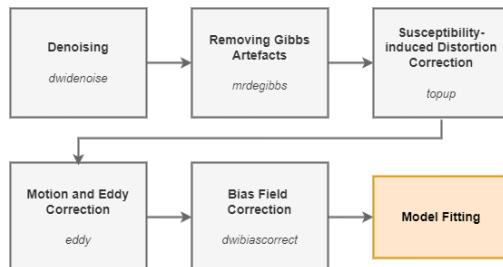 Denoising
dwidenoise
Removing Gibbs
Artefacts
mrdegibbs
Susceptibility-
induced Distortion
Correction
topup
Motion and Eddy
Correction
eddy
Bias Field
Correction
dwibiascorrect
Model Fitting